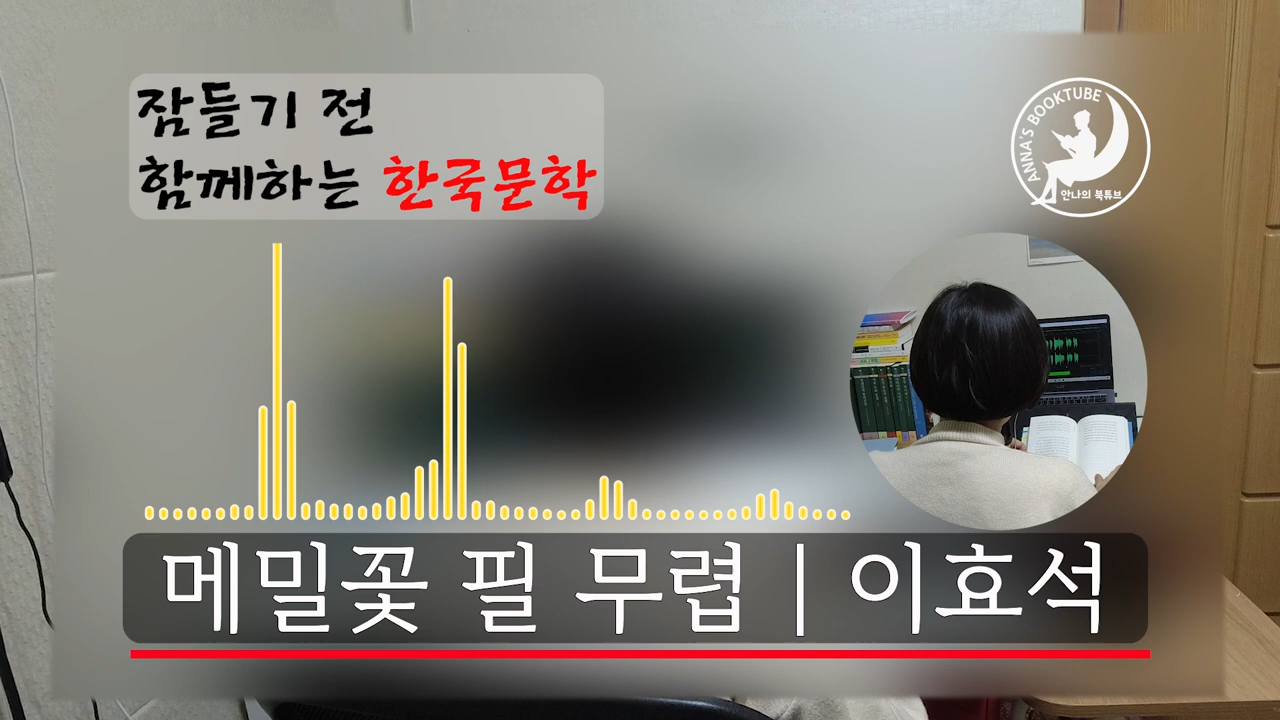 잠들기 전
함께하는 한국문학
ANNA'S BOOKTUBE
안나의 북튜브
메밀꽃 필 무렵 | 이효석